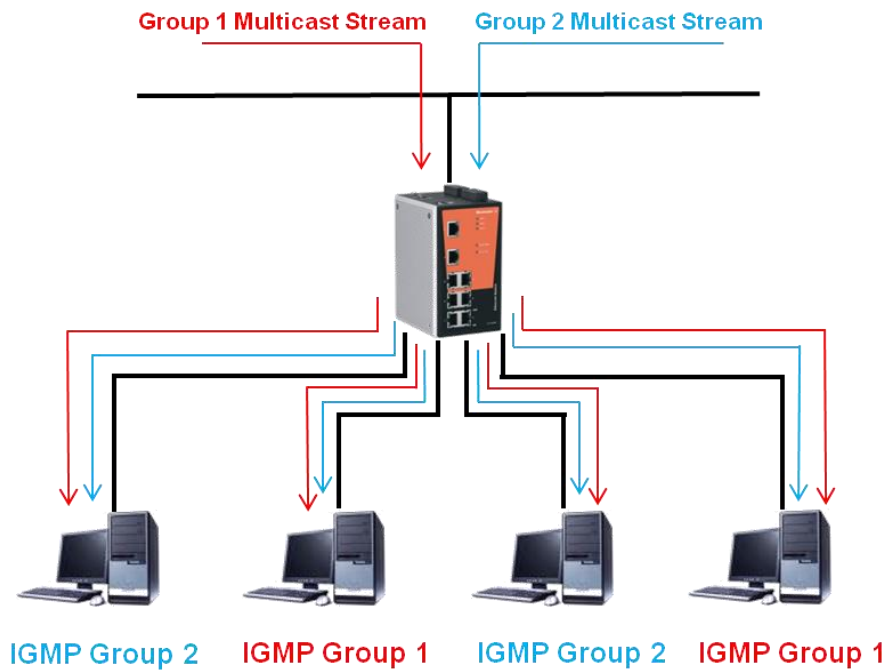 Group 1 Multicast Stream
Group 2 Multicast Stream
IGMP Group 2
IGMP Group 1
IGMP Group 2
IGMP Group 1